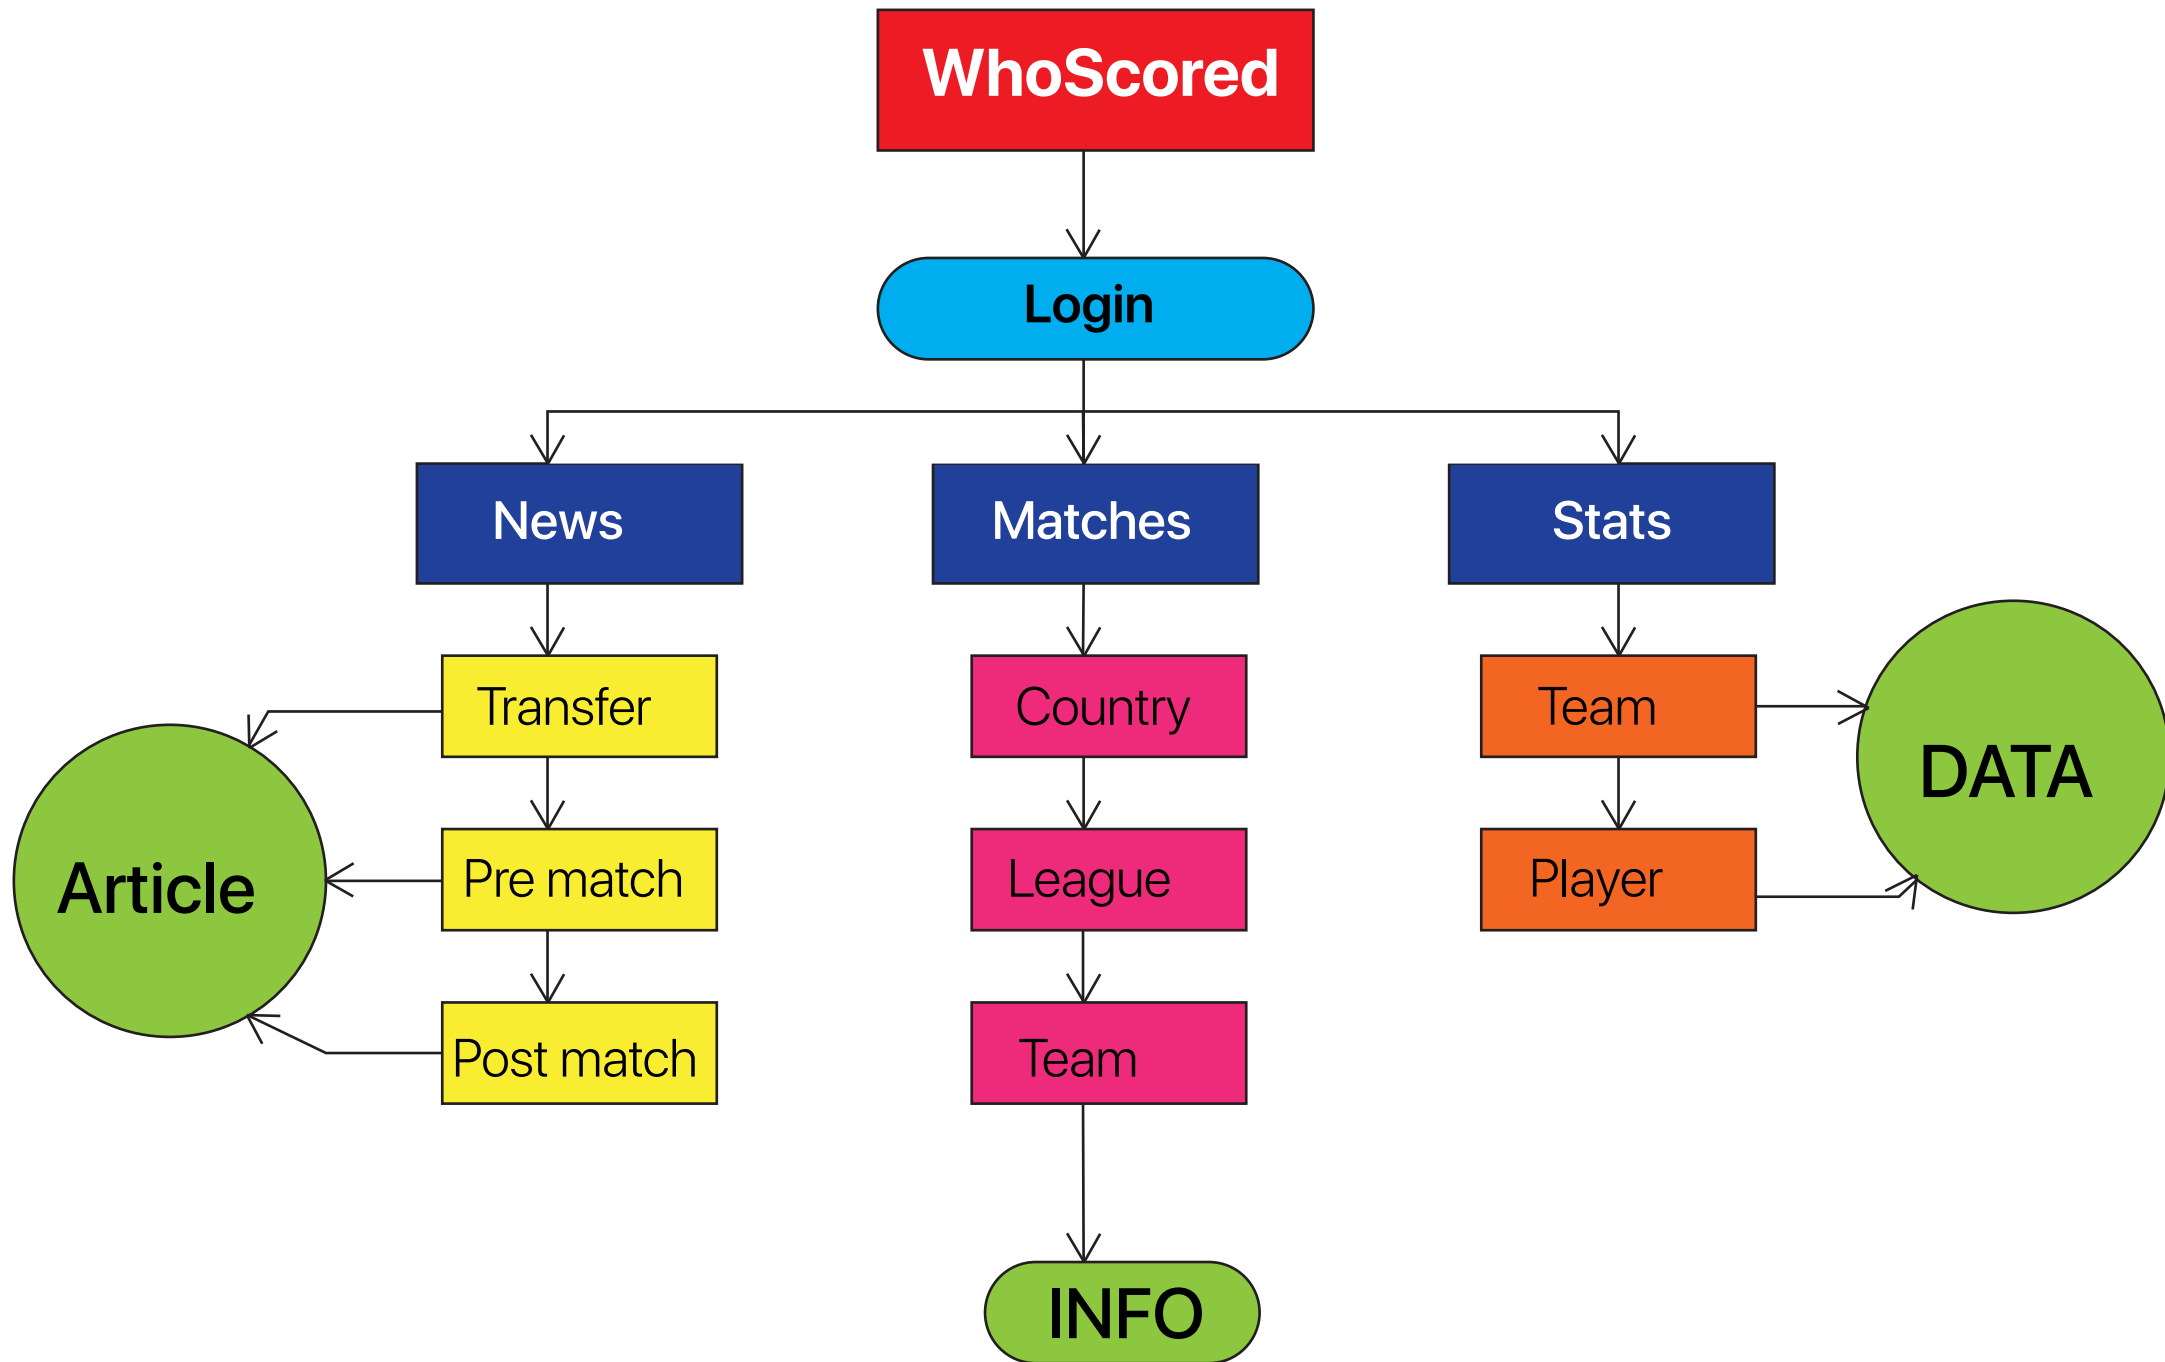 WhoScored
Login
News
Matches
Stats
Transfer
Country
Team
DATA
Article
Pre match
League
Player
Post match
Team
INFO